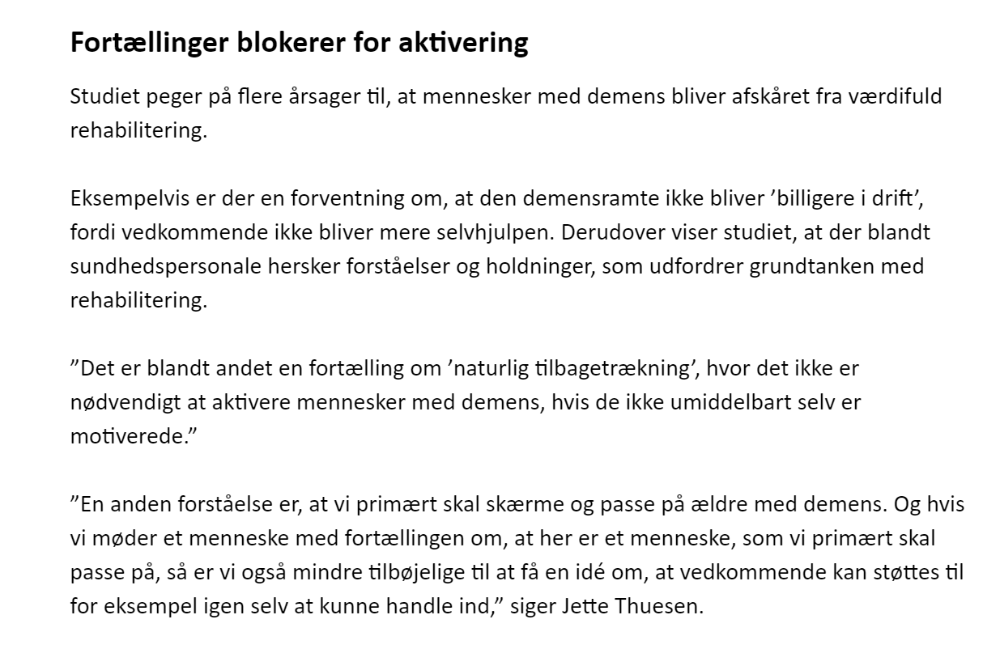 Fortællinger blokerer for aktivering
Studiet peger på flere årsager til, at mennesker med demens bliver afskåret fra værdifuld
rehabilitering.
Eksempelvis er der en forventning om, at den demensramte ikke bliver ’billigere i drift’,
fordi vedkommende ikke bliver mere selvhjulpen. Derudover viser studiet, at der blandt
sundhedspersonale hersker forståelser og holdninger, som udfordrer grundtanken med
rehabilitering.
”Det er blandt andet en fortælling om ’naturlig tilbagetrækning’, hvor det ikke er
nødvendigt at aktivere mennesker med demens, hvis de ikke umiddelbart selv er
motiverede.”
”En anden forståelse er, at vi primært skal skærme og passe på ældre med demens. Og hvis
vi møder et menneske med fortællingen om, at her er et menneske, som vi primært skal
passe på, så er vi også mindre tilbøjelige til at få en idé om, at vedkommende kan støttes til
for eksempel igen selv at kunne handle ind,” siger Jette Thuesen.